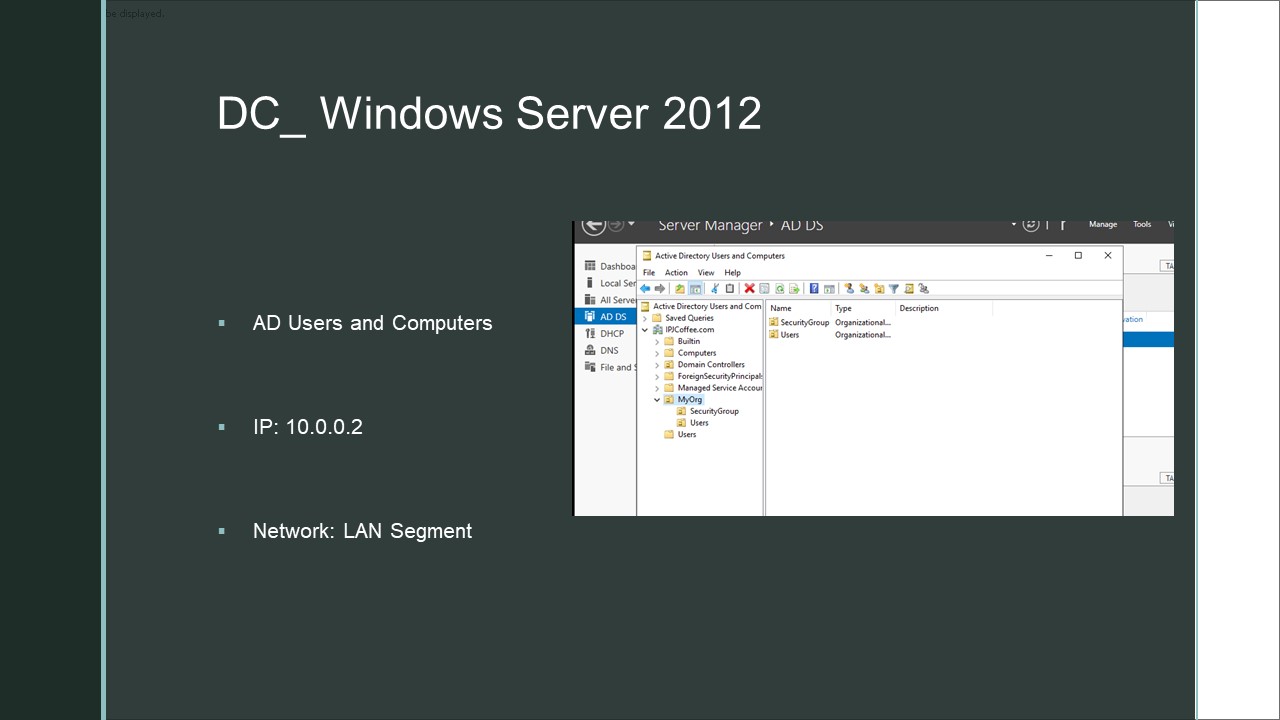 be displayed.
DC_ Windows Server 2012
AD Users and Computers
IP: 10.0.0.2
Network: LAN Segment
Server Manager ‣ AD DS
Manage Tools Vi
Dashboa
Local Ser
All Serve
AD DS
DHCP
DNS
File and S
Active Directory Users and Computers
File Action View Help
Active Directory Users and Com
Saved Queries
IPJCoffee.com
Builtin
Computers
Domain Controllers
ForeignSecurityPrincipals
Managed Service Accou
MyOrg
SecurityGroup
Users
Users
Name Type Description
SecurityGroup Organizational...
Users Organizational...
TA
vation
TA